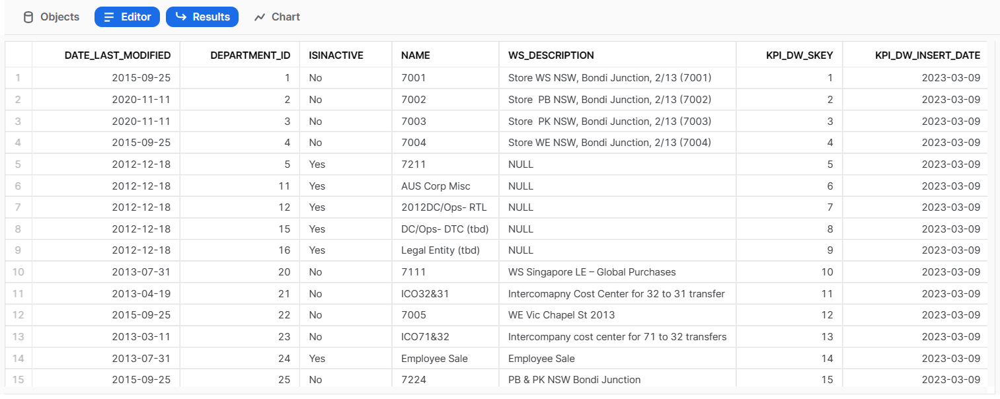 Objects Editor Results Chart
DATE_LAST_MODIFIED DEPARTMENT_ID ISINACTIVE NAME WS_DESCRIPTION KPI_DW_SKEY KPI_DW_INSERT_DATE
1 2015-09-25 1 No 7001 Store WS NSW, Bondi Junction, 2/13 (7001) 1 2023-03-09
2 2020-11-11 2 No 7002 Store  PB NSW, Bondi Junction, 2/13 (7002) 2 2023-03-09
3 2020-11-11 3 No 7003 Store  PK NSW, Bondi Junction, 2/13 (7003) 3 2023-03-09
4 2015-09-25 4 No 7004 Store WE NSW, Bondi Junction, 2/13 (7004) 4 2023-03-09
5 2012-12-18 5 Yes 7211 NULL 5 2023-03-09
6 2012-12-18 11 Yes AUS Corp Misc NULL 6 2023-03-09
7 2012-12-18 12 Yes 2012DC/Ops- RTL NULL 7 2023-03-09
8 2012-12-18 15 Yes DC/Ops- DTC (tbd) NULL 8 2023-03-09
9 2012-12-18 16 Yes Legal Entity (tbd) NULL 9 2023-03-09
10 2013-07-31 20 No 7111 WS Singapore LE – Global Purchases 10 2023-03-09
11 2013-04-19 21 No ICO32&31 Intercomapny Cost Center for 32 to 31 transfer 11 2023-03-09
12 2015-09-25 22 No 7005 WE Vic Chapel St 2013 12 2023-03-09
13 2013-03-11 23 No ICO71&32 Intercompany cost center for 71 to 32 transfers 13 2023-03-09
14 2013-07-31 24 Yes Employee Sale Employee Sale 14 2023-03-09
15 2015-09-25 25 No 7224 PB & PK NSW Bondi Junction 15 2023-03-09